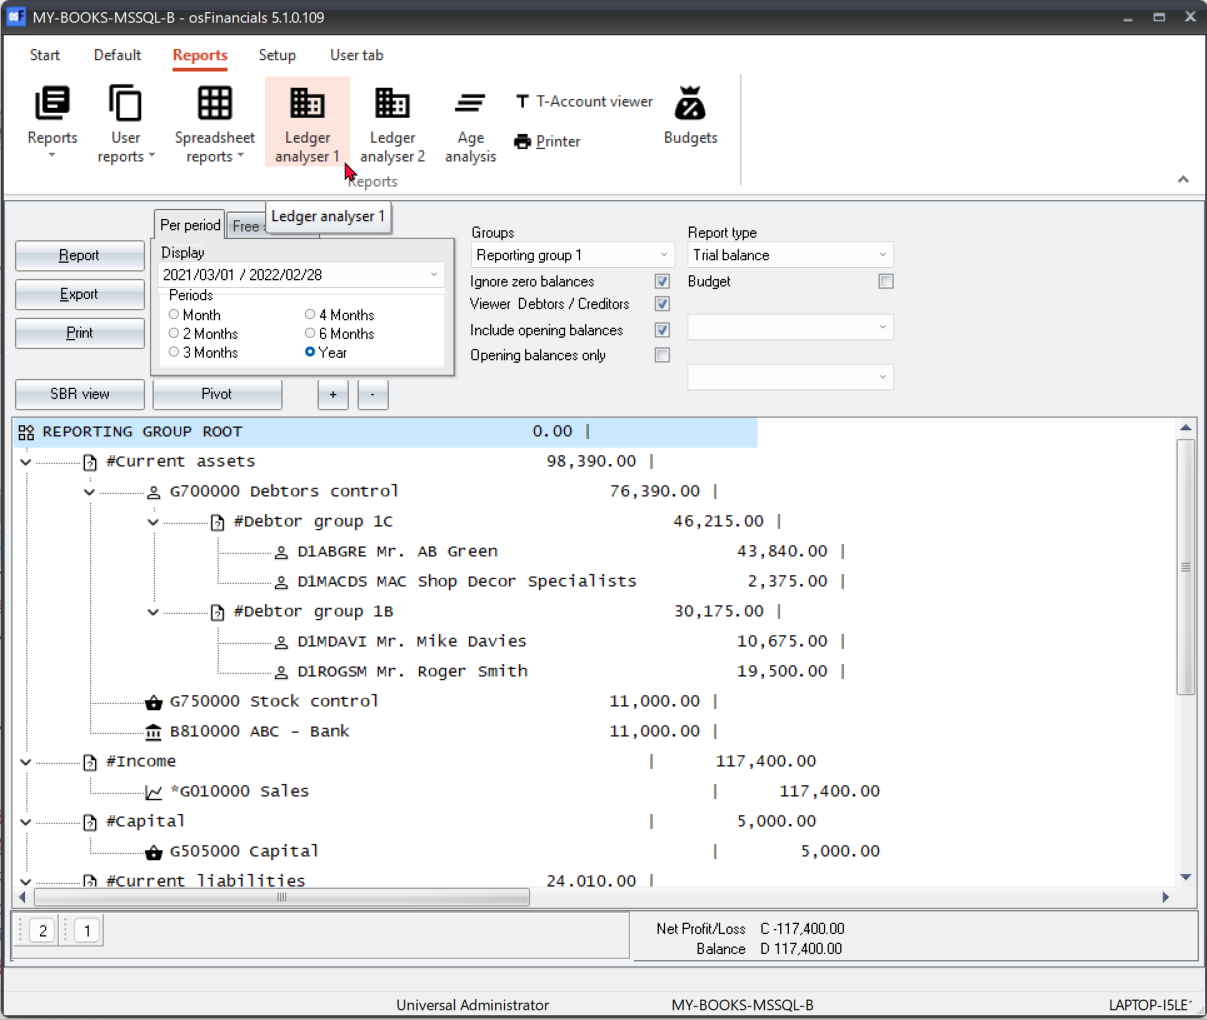 MY-BOOKS-MSSQL-B - osFinancials 5.1.0.109
Start Default Reports Setup User tab
Reports
User reports
Spreadsheet reports
Ledger analyser 1
Ledger analyser 2
Age analysis
T-Account viewer
Printer
Budgets
Reports
Ledger analyser 1
Per period Free
Report
Export
Print
Display
2021/03/01 / 2022/02/28
Periods
Month 4 Months
2 Months 6 Months
3 Months Year
Groups
Reporting group 1
Ignore zero balances
Viewer Debtors / Creditors
Include opening balances
Opening balances only
Report type
Trial balance
Budget
SBR view Pivot + -
REPORTING GROUP ROOT 0.00 |
#Current assets 98,390.00 |
G700000 Debtors control 76,390.00 |
#Debtor group 1C 46,215.00 |
D1ABGRE Mr. AB Green 43,840.00 |
D1MACDS MAC Shop Decor Specialists 2,375.00 |
#Debtor group 1B 30,175.00 |
D1MDAVI Mr. Mike Davies 10,675.00 |
D1ROGSM Mr. Roger Smith 19,500.00 |
G750000 Stock control 11,000.00 |
B810000 ABC - Bank 11,000.00 |
#Income | 117,400.00
*G010000 Sales | 117,400.00
#Capital | 5,000.00
G505000 Capital | 5,000.00
#Current liabilities 24.010.00 |
2 1
Net Profit/Loss C -117,400.00
Balance D 117,400.00
Universal Administrator MY-BOOKS-MSSQL-B LAPTOP-I5LE